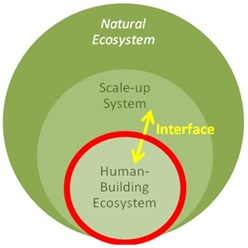 Natural
Ecosystem
Scale-up
System
Interface
Human-
Building
Ecosystem